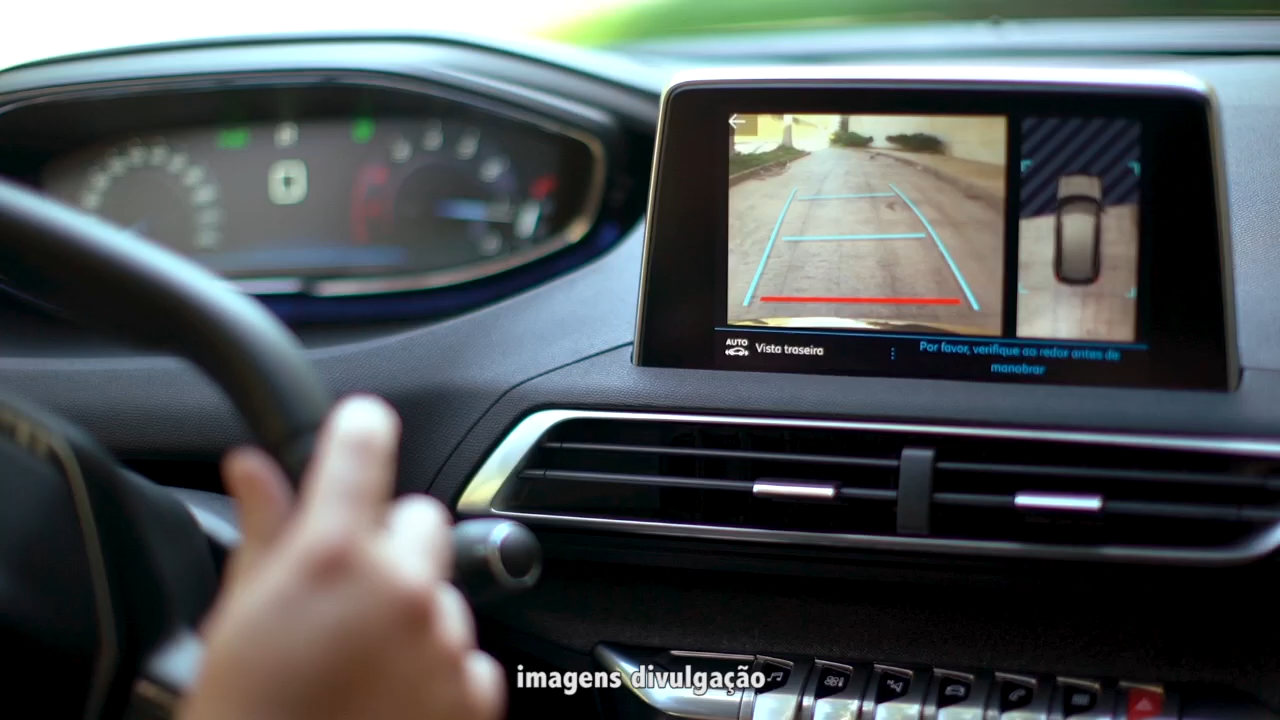 AUTO
Vista traseira
Por favor, verifique ao redor antes de
manobrar
imagens divulgação